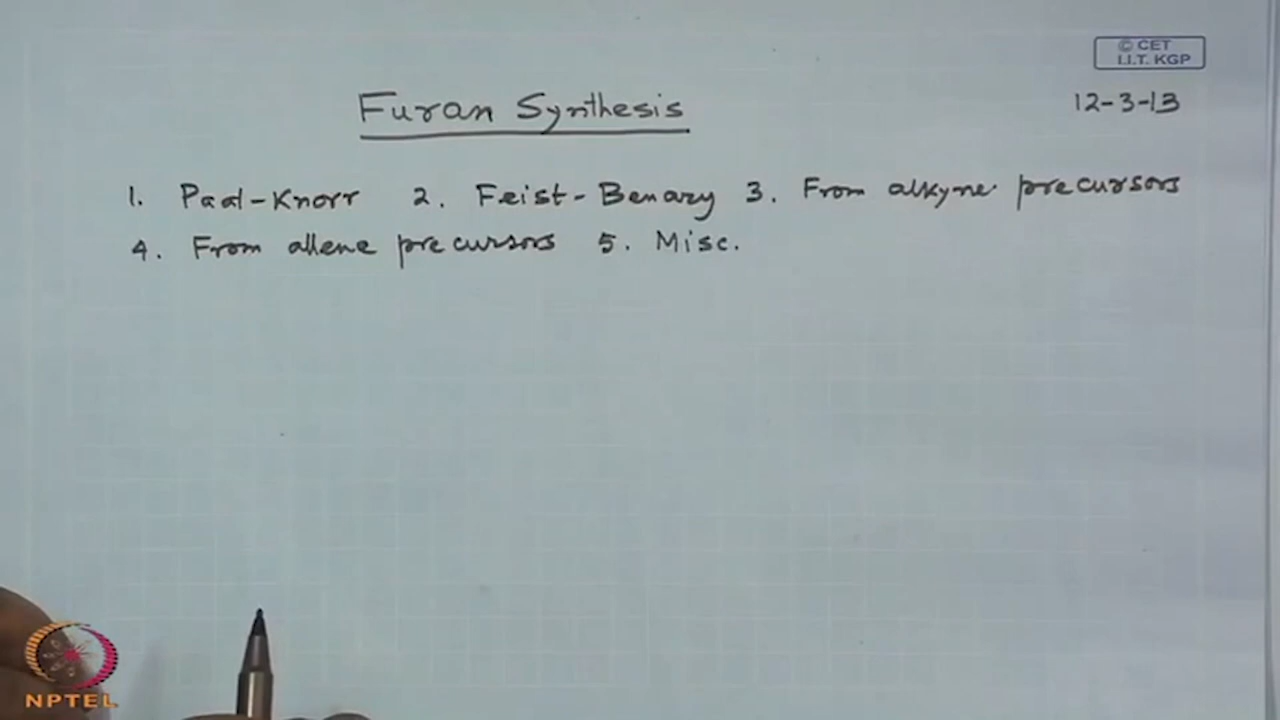 © CET
I.I.T. KGP
Furan Synthesis
12-3-13
1. Paal-Knorr 2. Feist-Benary 3. From alkyne precursors
4. From allene precursors 5. Misc.
NPTEL